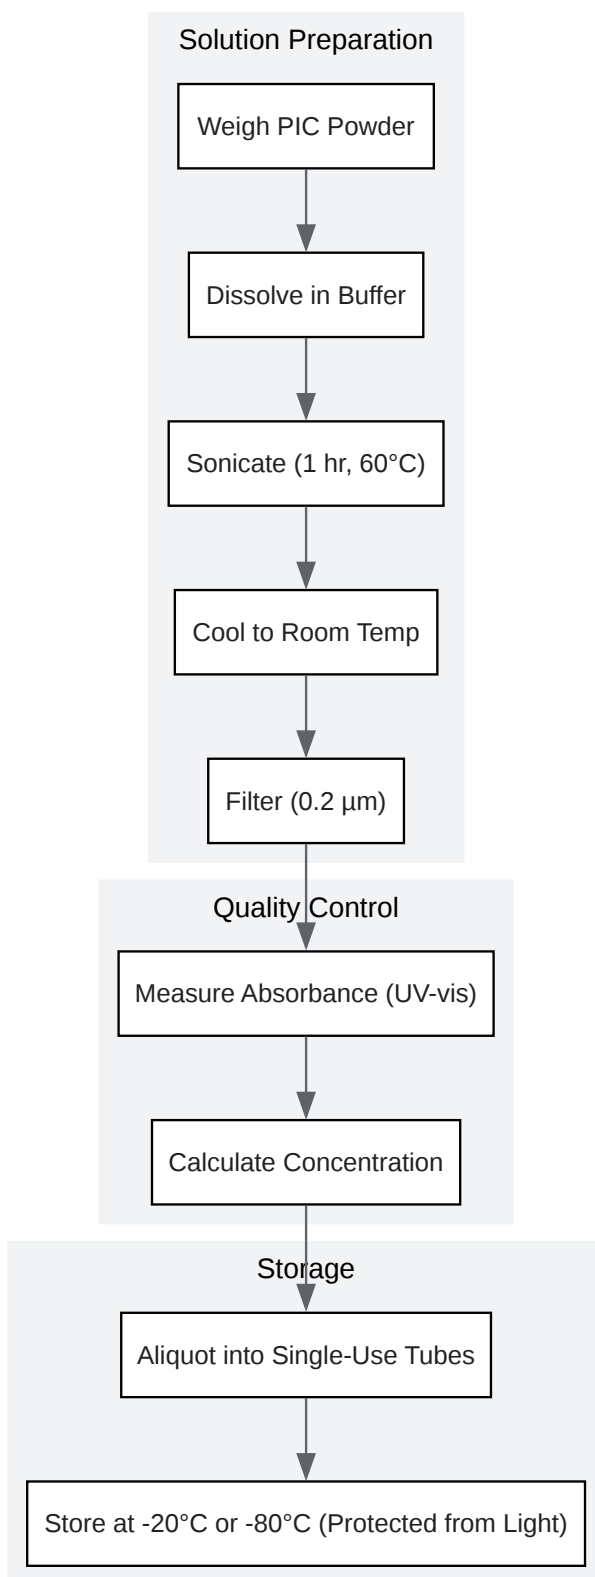 Solution Preparation
Weigh PIC Powder
Dissolve in Buffer
Sonicate (1 hr, 60°C)
Cool to Room Temp
Filter (0.2 µm)
Quality Control
Measure Absorbance (UV-vis)
Calculate Concentration
Storage
Aliquot into Single-Use Tubes
Store at -20°C or -80°C (Protected from Light)